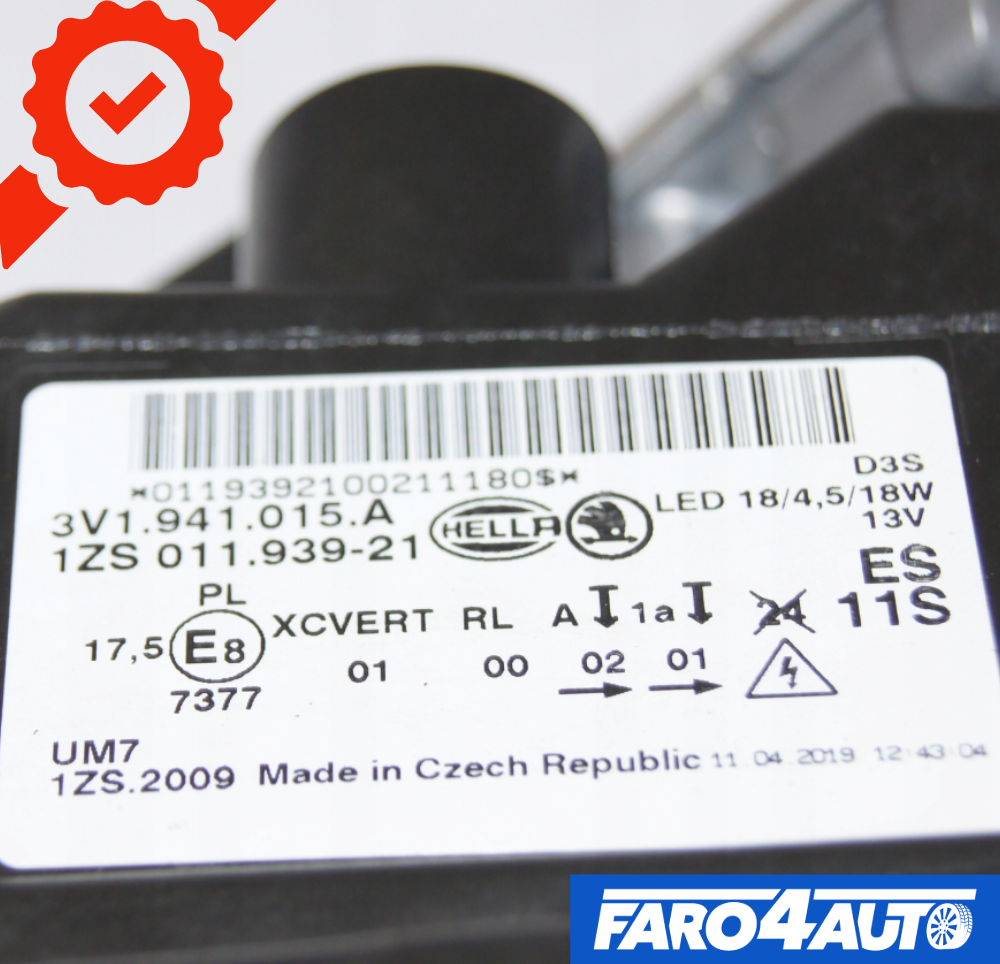 *01193921002111180$*
3V1.941.015.A
1ZS 011.939-21
HELLA
D3S
LED 18/4,5/18W
13V
ES
11S
24
PL
17,5 E8 XCVERT RL A 1a
01 00 02 01
7377
UM7
1ZS.2009 Made in Czech Republic 11.04.2019 12:43:04
FARO4AUTO